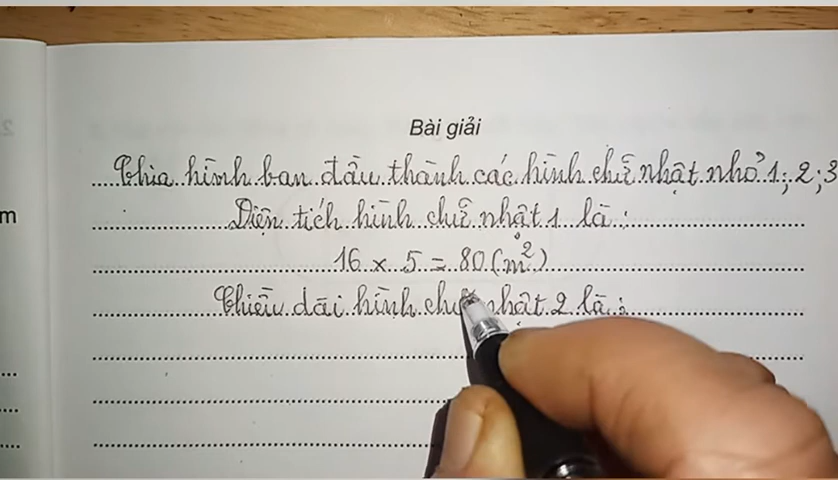 Bài giải
Chia hình ban đầu thành các hình chữ nhật nhỏ 1; 2; 3
m
Diện tích hình chữ nhật 1 là:
16 x 5 = 80 (m²)
Chiều dài hình chữ nhật 2 là: